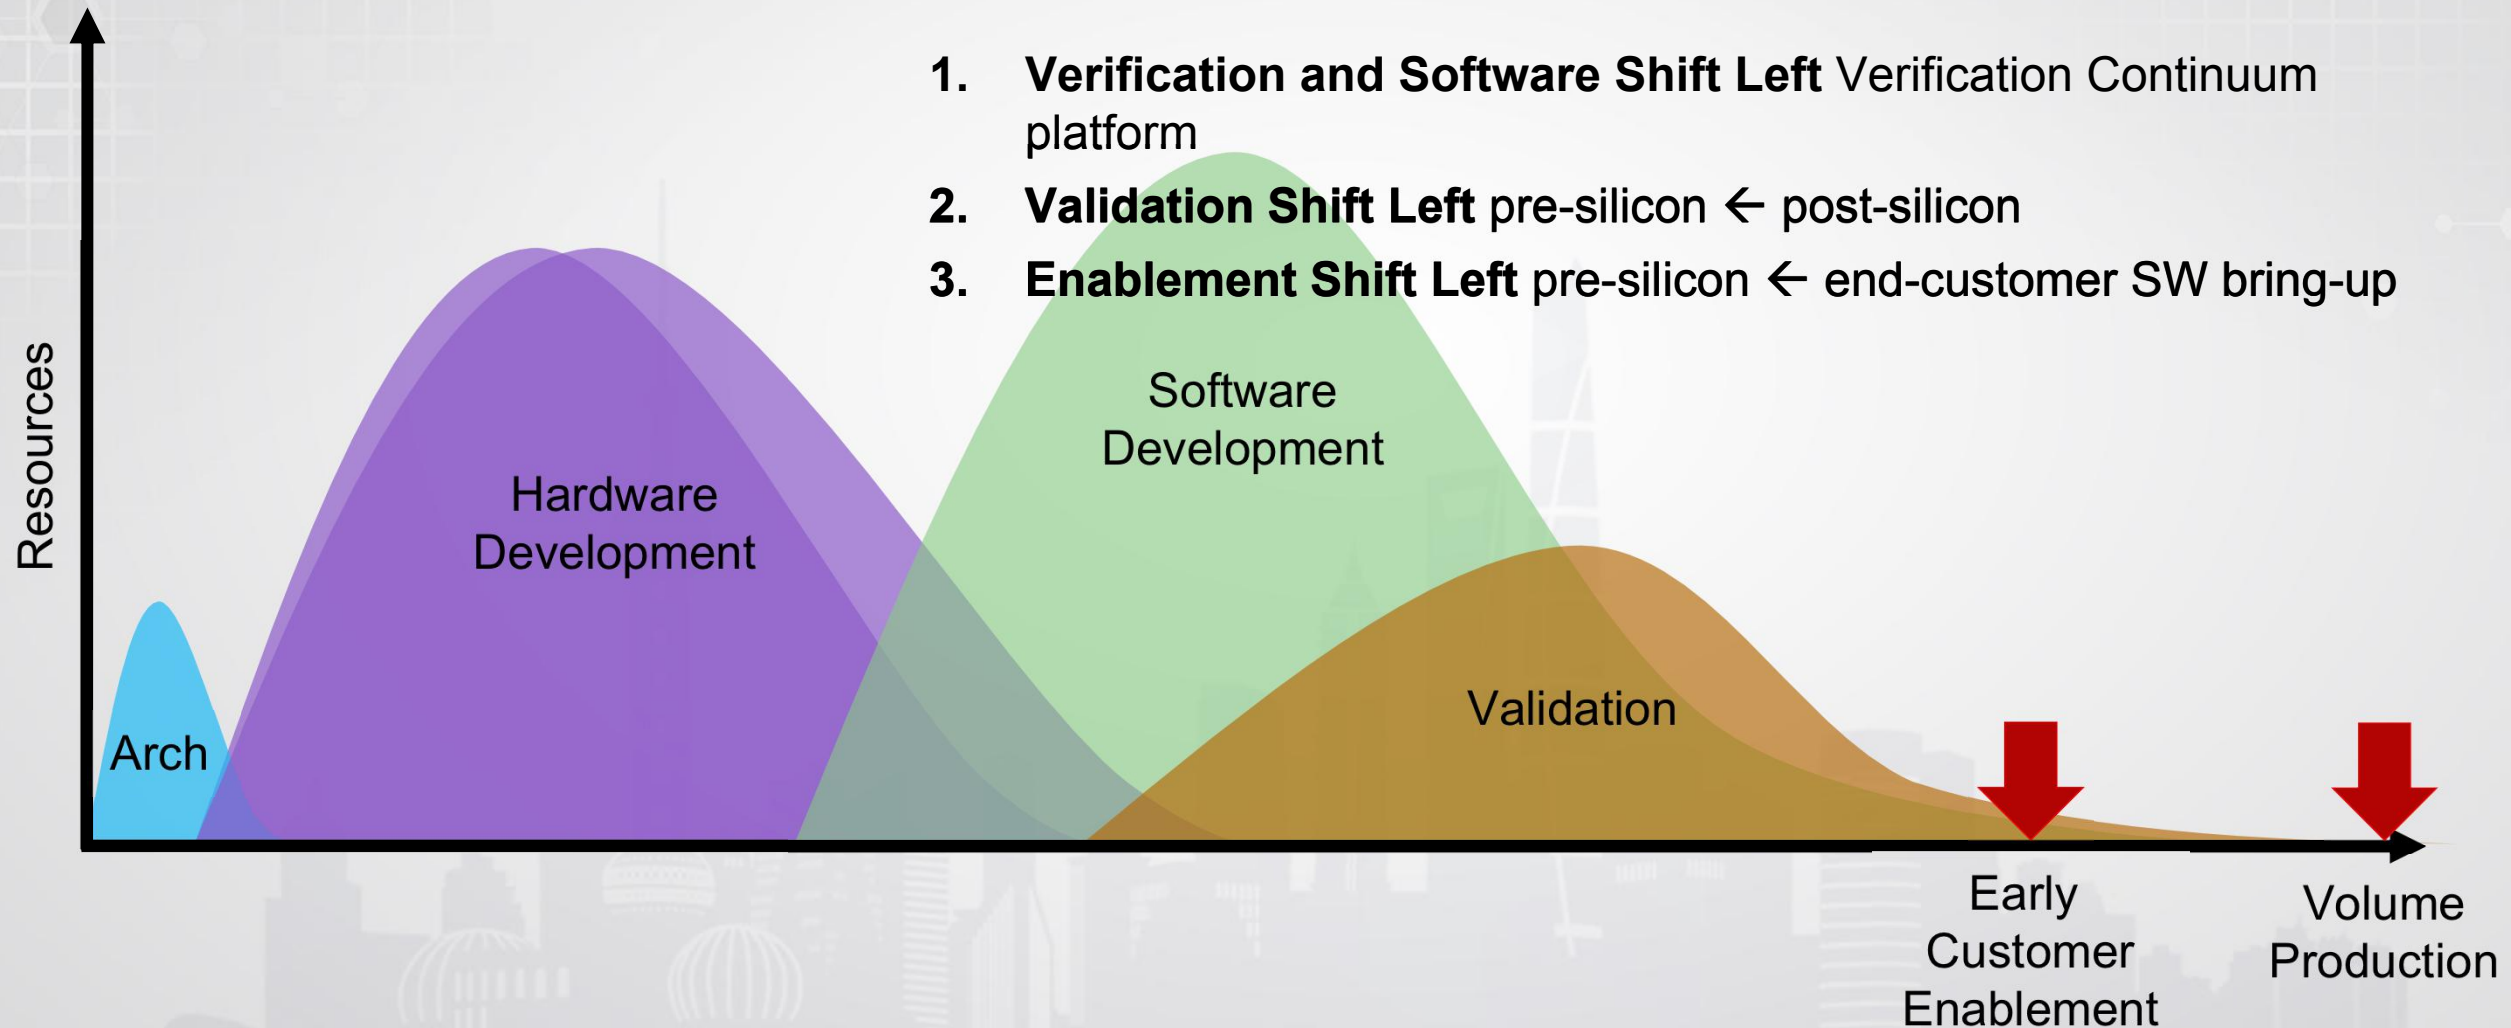 1. Verification and Software Shift Left Verification Continuum
platform
2. Validation Shift Left pre-silicon ← post-silicon
3. Enablement Shift Left pre-silicon ← end-customer SW bring-up
Resources
Arch
Hardware
Development
Software
Development
Validation
Early
Customer
Enablement
Volume
Production